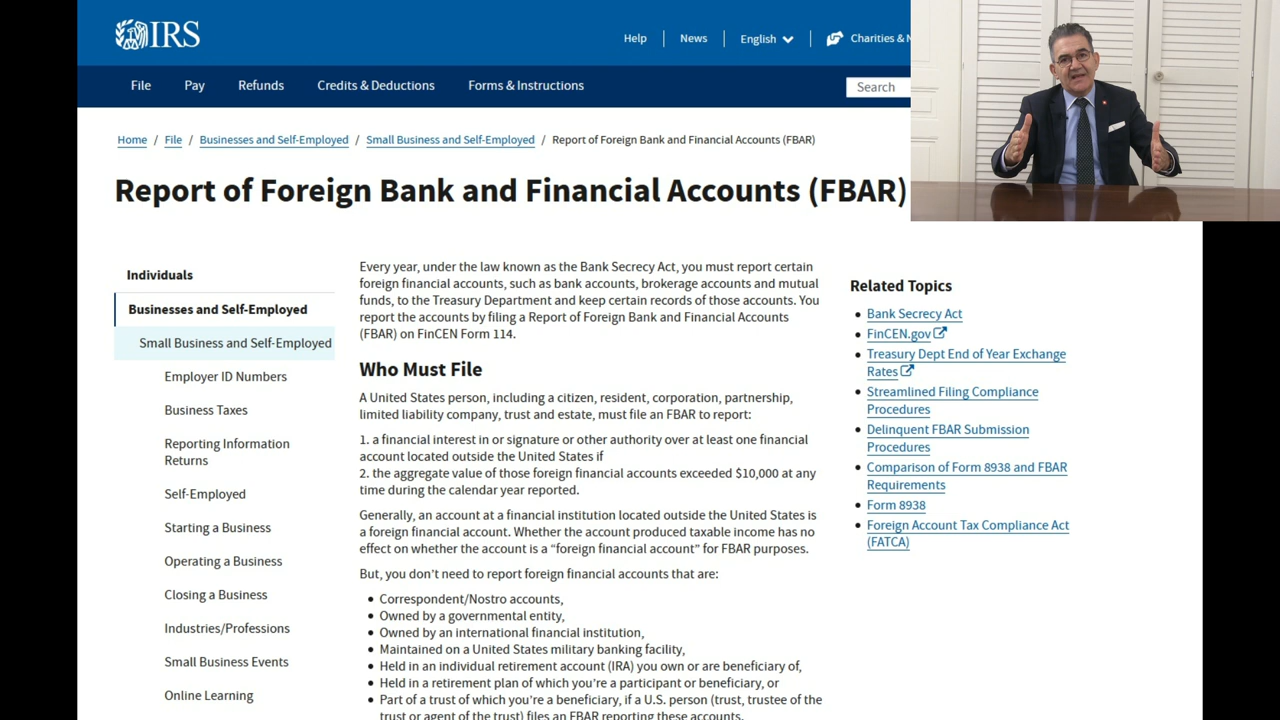 IRS
Help
News
English
Charities & N
File
Pay
Refunds
Credits & Deductions
Forms & Instructions
Search
Home / File / Businesses and Self-Employed / Small Business and Self-Employed / Report of Foreign Bank and Financial Accounts (FBAR)
Report of Foreign Bank and Financial Accounts (FBAR)
Individuals
Businesses and Self-Employed
Small Business and Self-Employed
Employer ID Numbers
Business Taxes
Reporting Information
Returns
Self-Employed
Starting a Business
Operating a Business
Closing a Business
Industries/Professions
Small Business Events
Online Learning
Every year, under the law known as the Bank Secrecy Act, you must report certain
foreign financial accounts, such as bank accounts, brokerage accounts and mutual
funds, to the Treasury Department and keep certain records of those accounts. You
report the accounts by filing a Report of Foreign Bank and Financial Accounts
(FBAR) on FinCEN Form 114.
Who Must File
A United States person, including a citizen, resident, corporation, partnership,
limited liability company, trust and estate, must file an FBAR to report:
1. a financial interest in or signature or other authority over at least one financial
account located outside the United States if
2. the aggregate value of those foreign financial accounts exceeded $10,000 at any
time during the calendar year reported.
Generally, an account at a financial institution located outside the United States is
a foreign financial account. Whether the account produced taxable income has no
effect on whether the account is a “foreign financial account” for FBAR purposes.
But, you don’t need to report foreign financial accounts that are:
• Correspondent/Nostro accounts,
• Owned by a governmental entity,
• Owned by an international financial institution,
• Maintained on a United States military banking facility,
• Held in an individual retirement account (IRA) you own or are beneficiary of,
• Held in a retirement plan of which you’re a participant or beneficiary, or
• Part of a trust of which you’re a beneficiary, if a U.S. person (trust, trustee of the
trust or agent of the trust) files an FBAR reporting these accounts.
Related Topics
• Bank Secrecy Act
• FinCEN.gov
• Treasury Dept End of Year Exchange
Rates
• Streamlined Filing Compliance
Procedures
• Delinquent FBAR Submission
Procedures
• Comparison of Form 8938 and FBAR
Requirements
• Form 8938
• Foreign Account Tax Compliance Act
(FATCA)